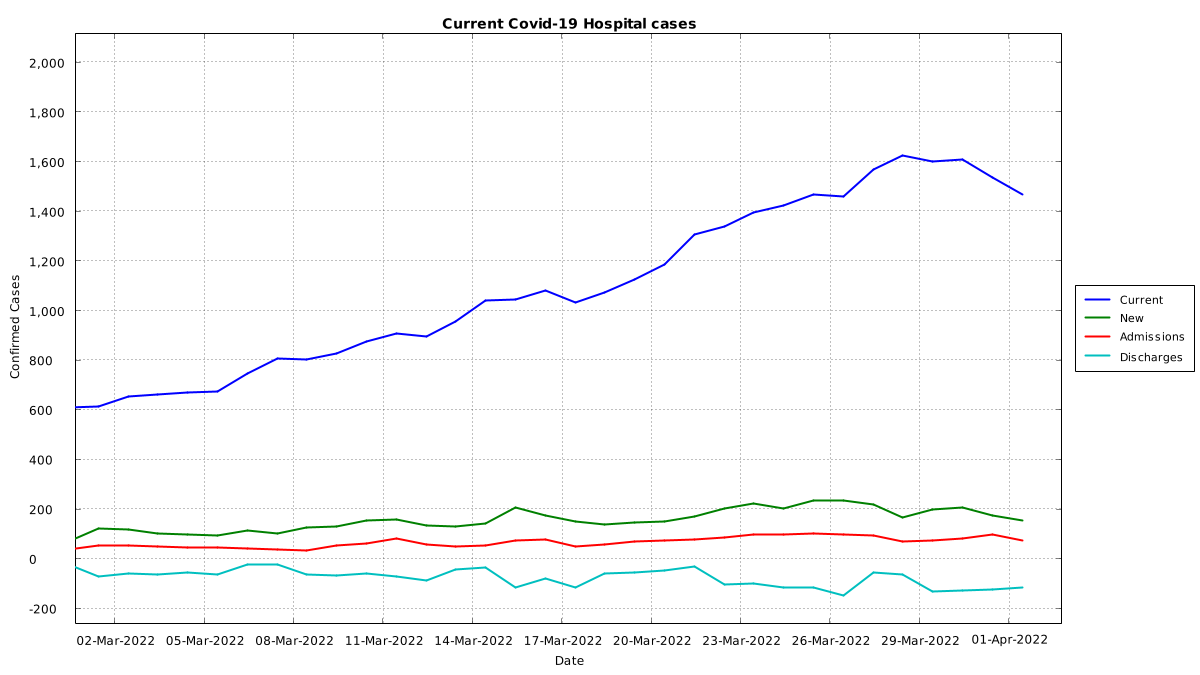 Current Covid-19 Hospital cases
2,000
1,800
1,600
1,400
1,200
1,000
800
600
400
200
0
-200
Confirmed Cases
02-Mar-2022 05-Mar-2022 08-Mar-2022 11-Mar-2022 14-Mar-2022 17-Mar-2022 20-Mar-2022 23-Mar-2022 26-Mar-2022 29-Mar-2022 01-Apr-2022
Date
Current
New
Admissions
Discharges